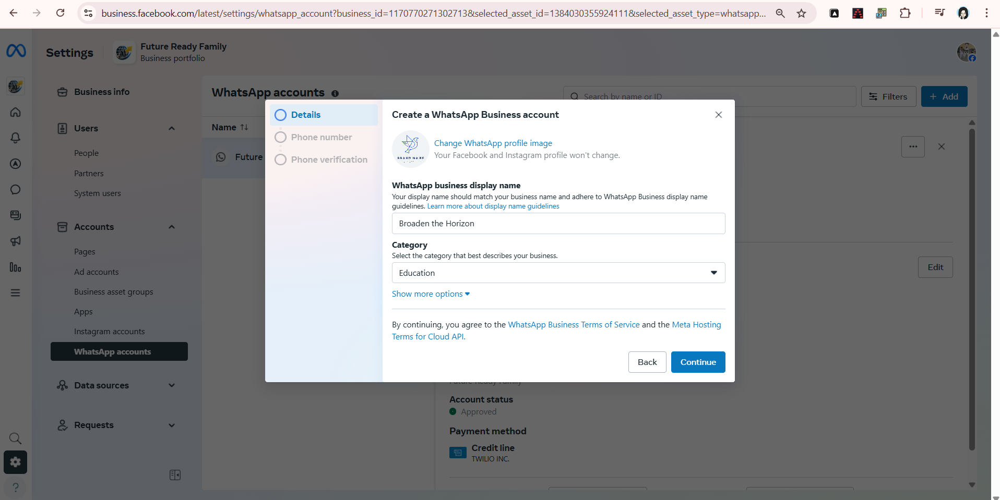 business.facebook.com/latest/settings/whatsapp_account?business_id=1170770271302713&selected_asset_id=1384030355924111&selected_asset_type=whatsapp...
Settings
Future Ready Family
Business portfolio
Business info
Users
People
Partners
System users
Accounts
Pages
Ad accounts
Business asset groups
Apps
Instagram accounts
WhatsApp accounts
Data sources
Requests
?
WhatsApp accounts
Search by name or ID
Filters
+ Add
Name
Future
Edit
Details
Phone number
Phone verification
Create a WhatsApp Business account
BRAND NAME
Change WhatsApp profile image
Your Facebook and Instagram profile won't change.
WhatsApp business display name
Your display name should match your business name and adhere to WhatsApp Business display name
guidelines. Learn more about display name guidelines
Broaden the Horizon
Category
Select the category that best describes your business.
Education
Show more options
By continuing, you agree to the WhatsApp Business Terms of Service and the Meta Hosting
Terms for Cloud API.
Back
Continue
Future Ready Family
Account status
Approved
Payment method
Credit line
TWILIO INC.